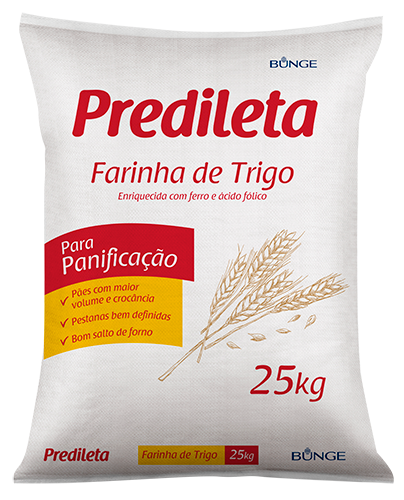 BUNGE
Predileta
Farinha de Trigo
Enriquecida com ferro e ácido fólico
Para
Panificação
✓ Pães com maior
volume e crocância
✓ Pestanas bem definidas
✓ Bom salto de forno
25kg
Predileta
Farinha de Trigo 25kg
BUNGE